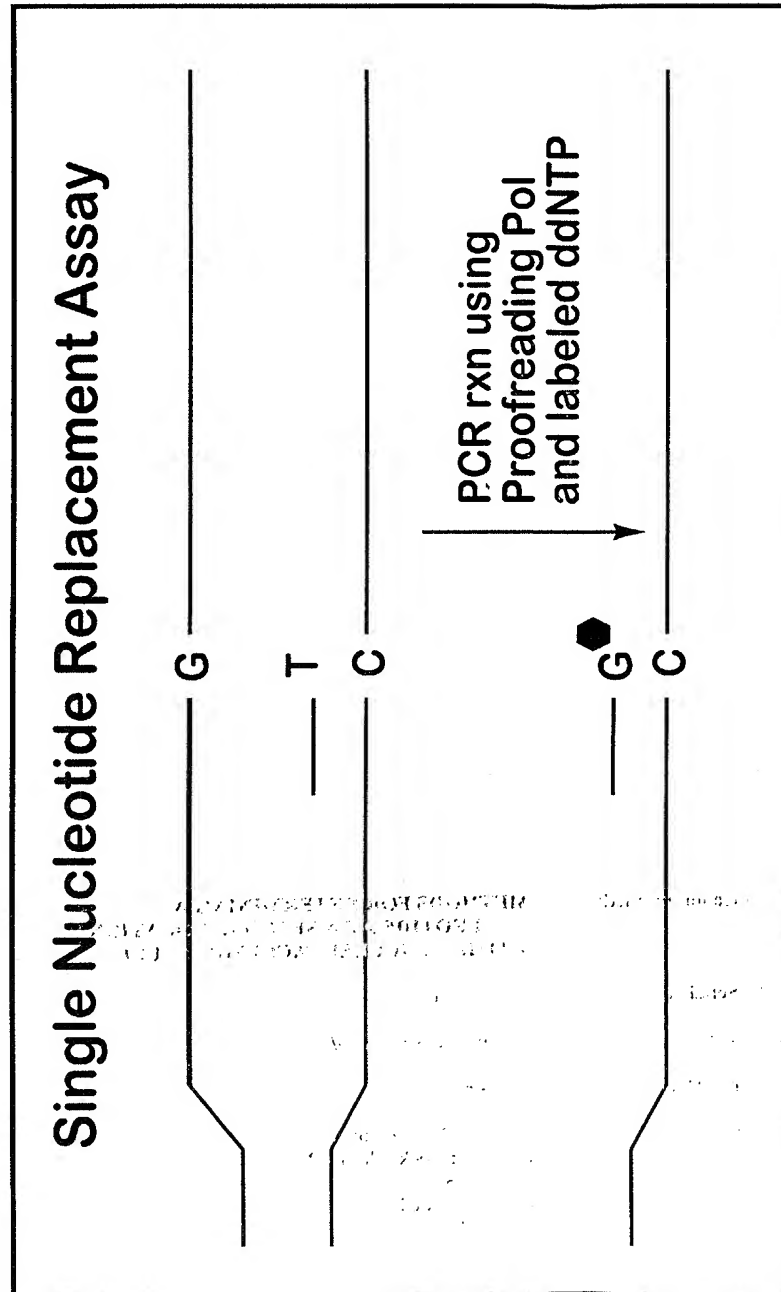 Single Nucleotide Replacement Assay
G
T
C
PCR rxn using
Proofreading Pol
and labeled ddNTP
G
C